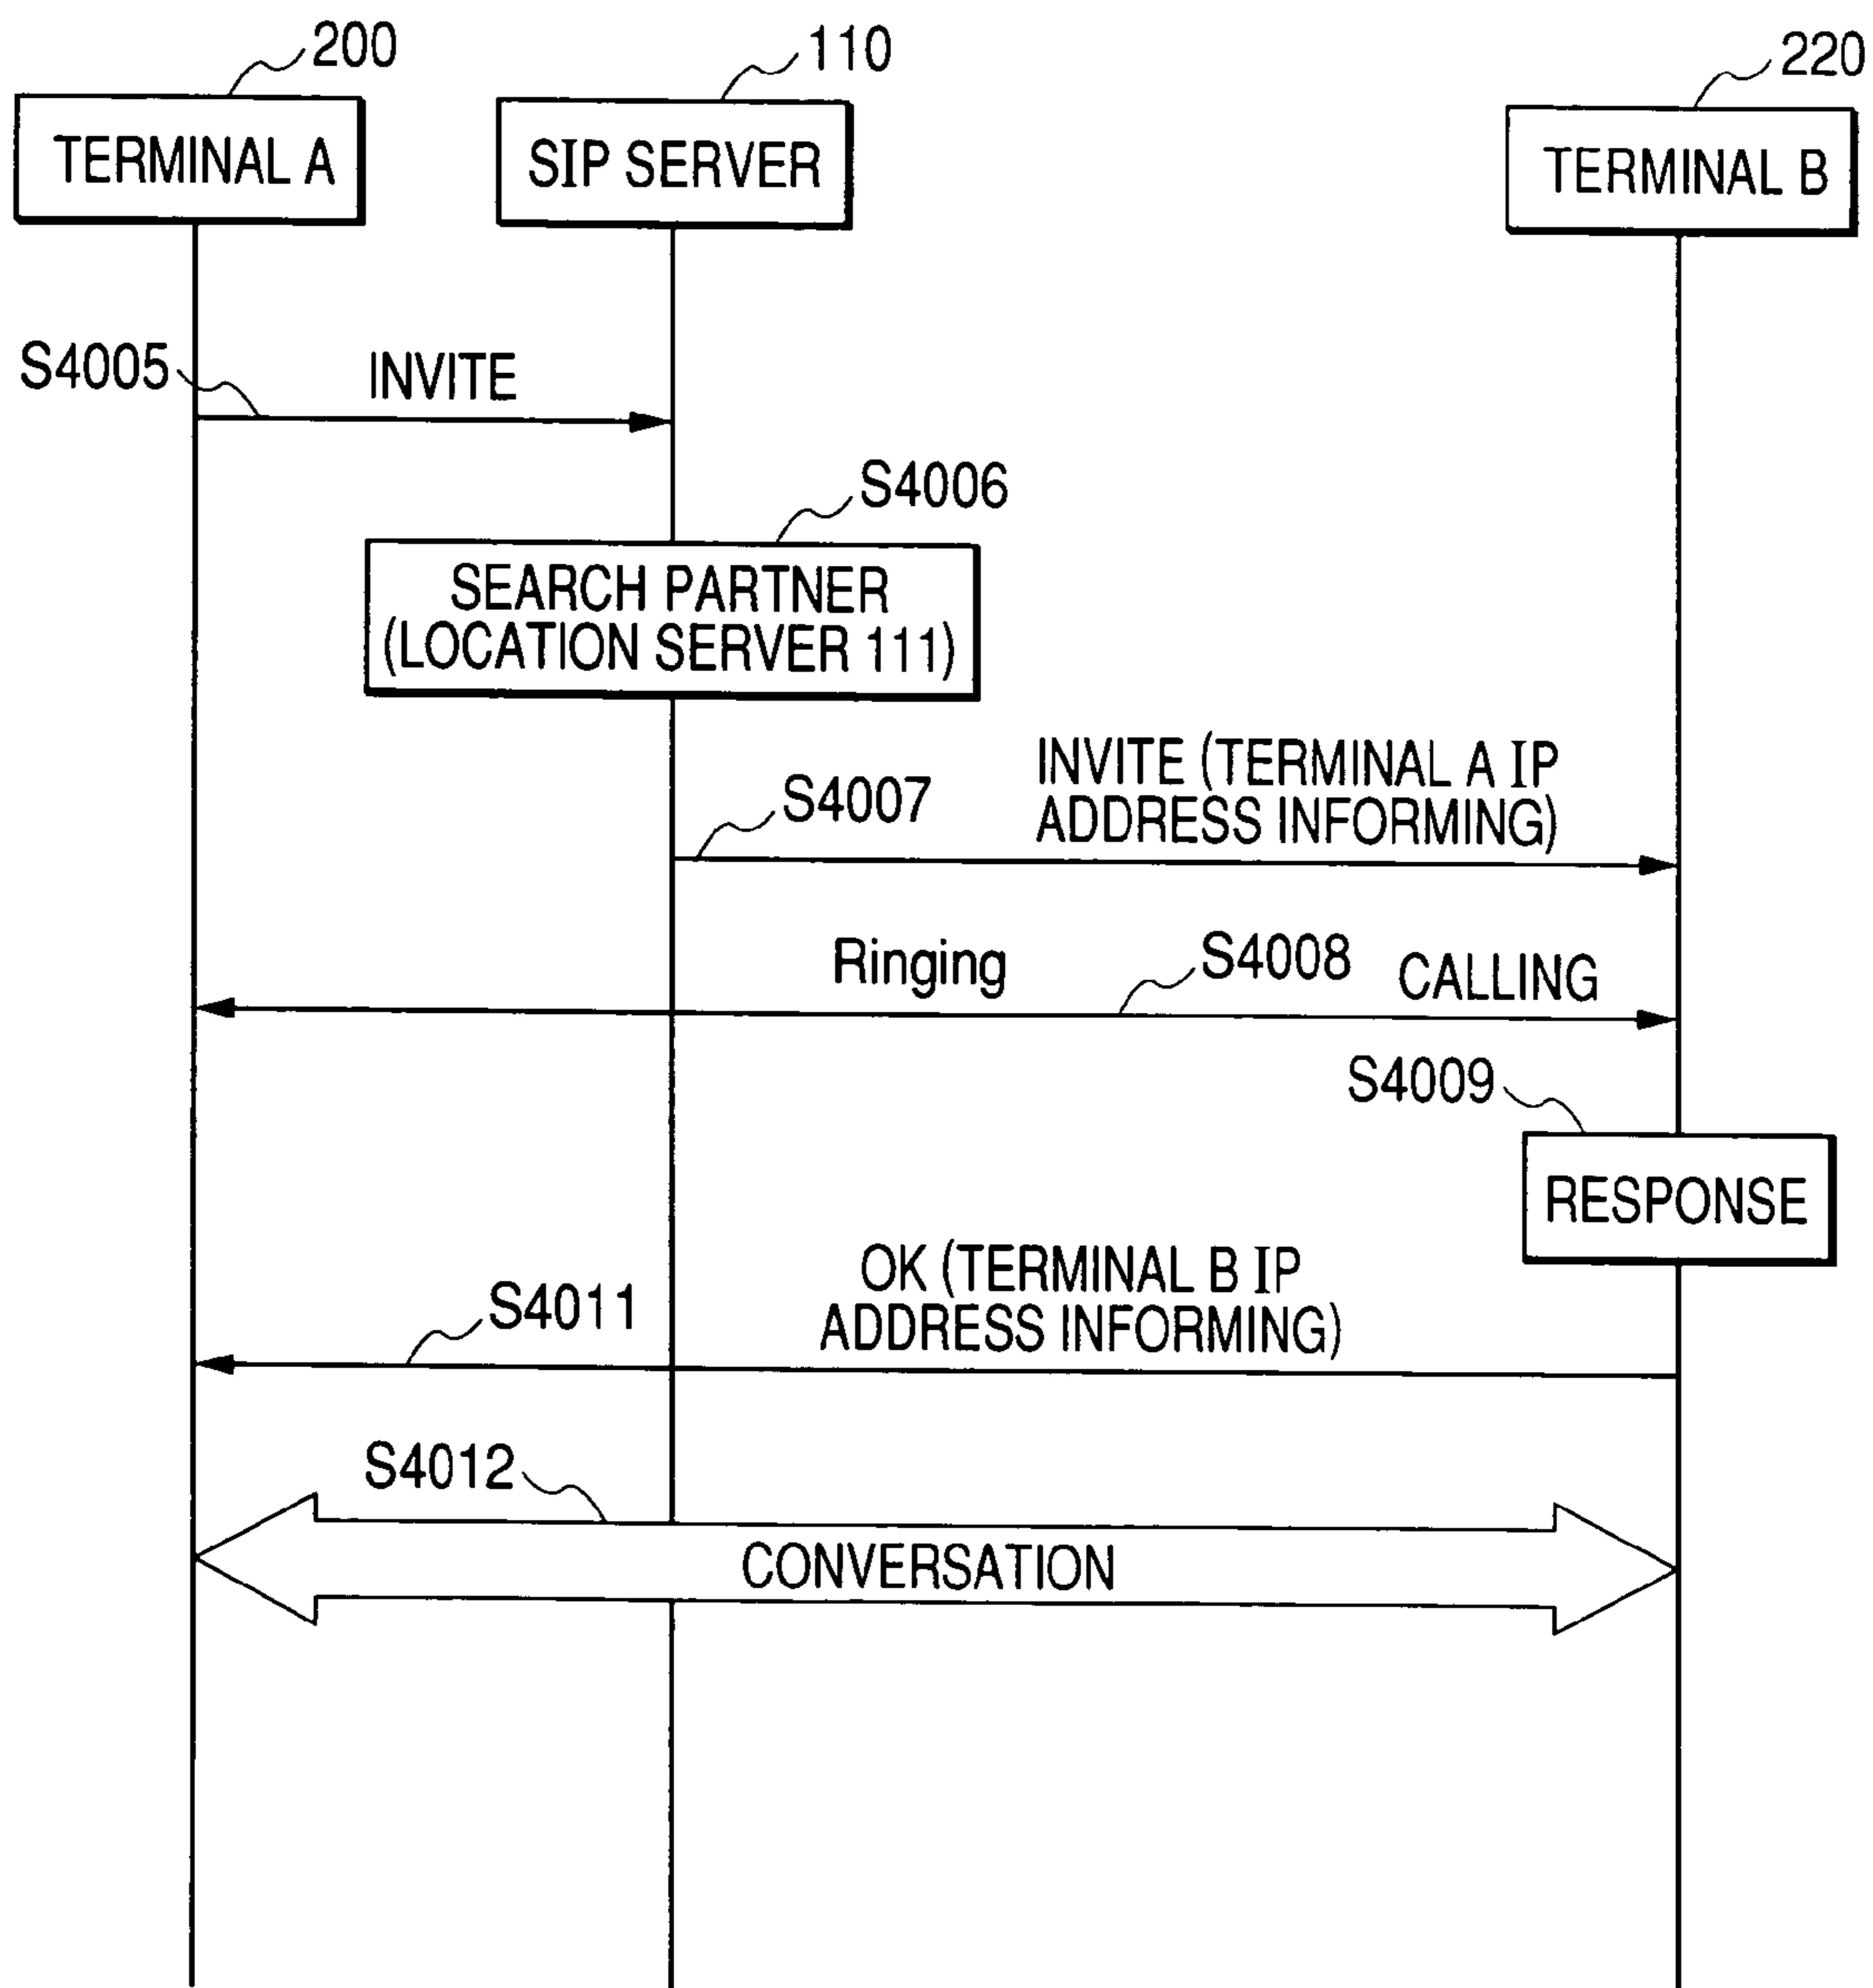 200
110
220
TERMINAL A
SIP SERVER
TERMINAL B
S4005
INVITE
S4006
SEARCH PARTNER
(LOCATION SERVER 111)
S4007
INVITE (TERMINAL A IP
ADDRESS INFORMING)
Ringing
S4008
CALLING
S4009
RESPONSE
S4011
OK (TERMINAL B IP
ADDRESS INFORMING)
S4012
CONVERSATION